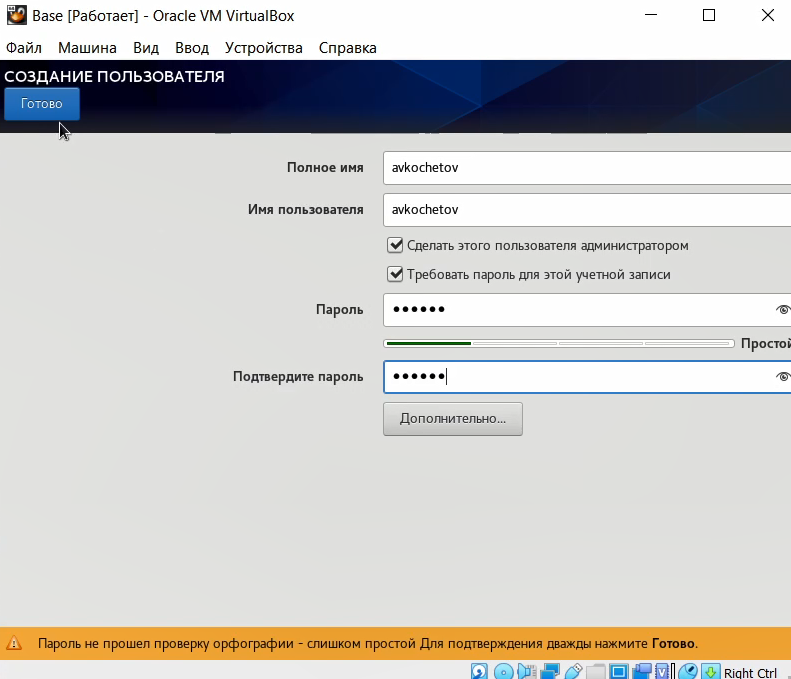 Base [Работает] - Oracle VM VirtualBox
Файл Машина Вид Ввод Устройства Справка
СОЗДАНИЕ ПОЛЬЗОВАТЕЛЯ
Готово
Полное имя avkochetov
Имя пользователя avkochetov
Сделать этого пользователя администратором
Требовать пароль для этой учетной записи
Пароль ••••••
Простой
Подтвердите пароль ••••••
Дополнительно...
Пароль не прошел проверку орфографии - слишком простой Для подтверждения дважды нажмите Готово.
Right Ctrl